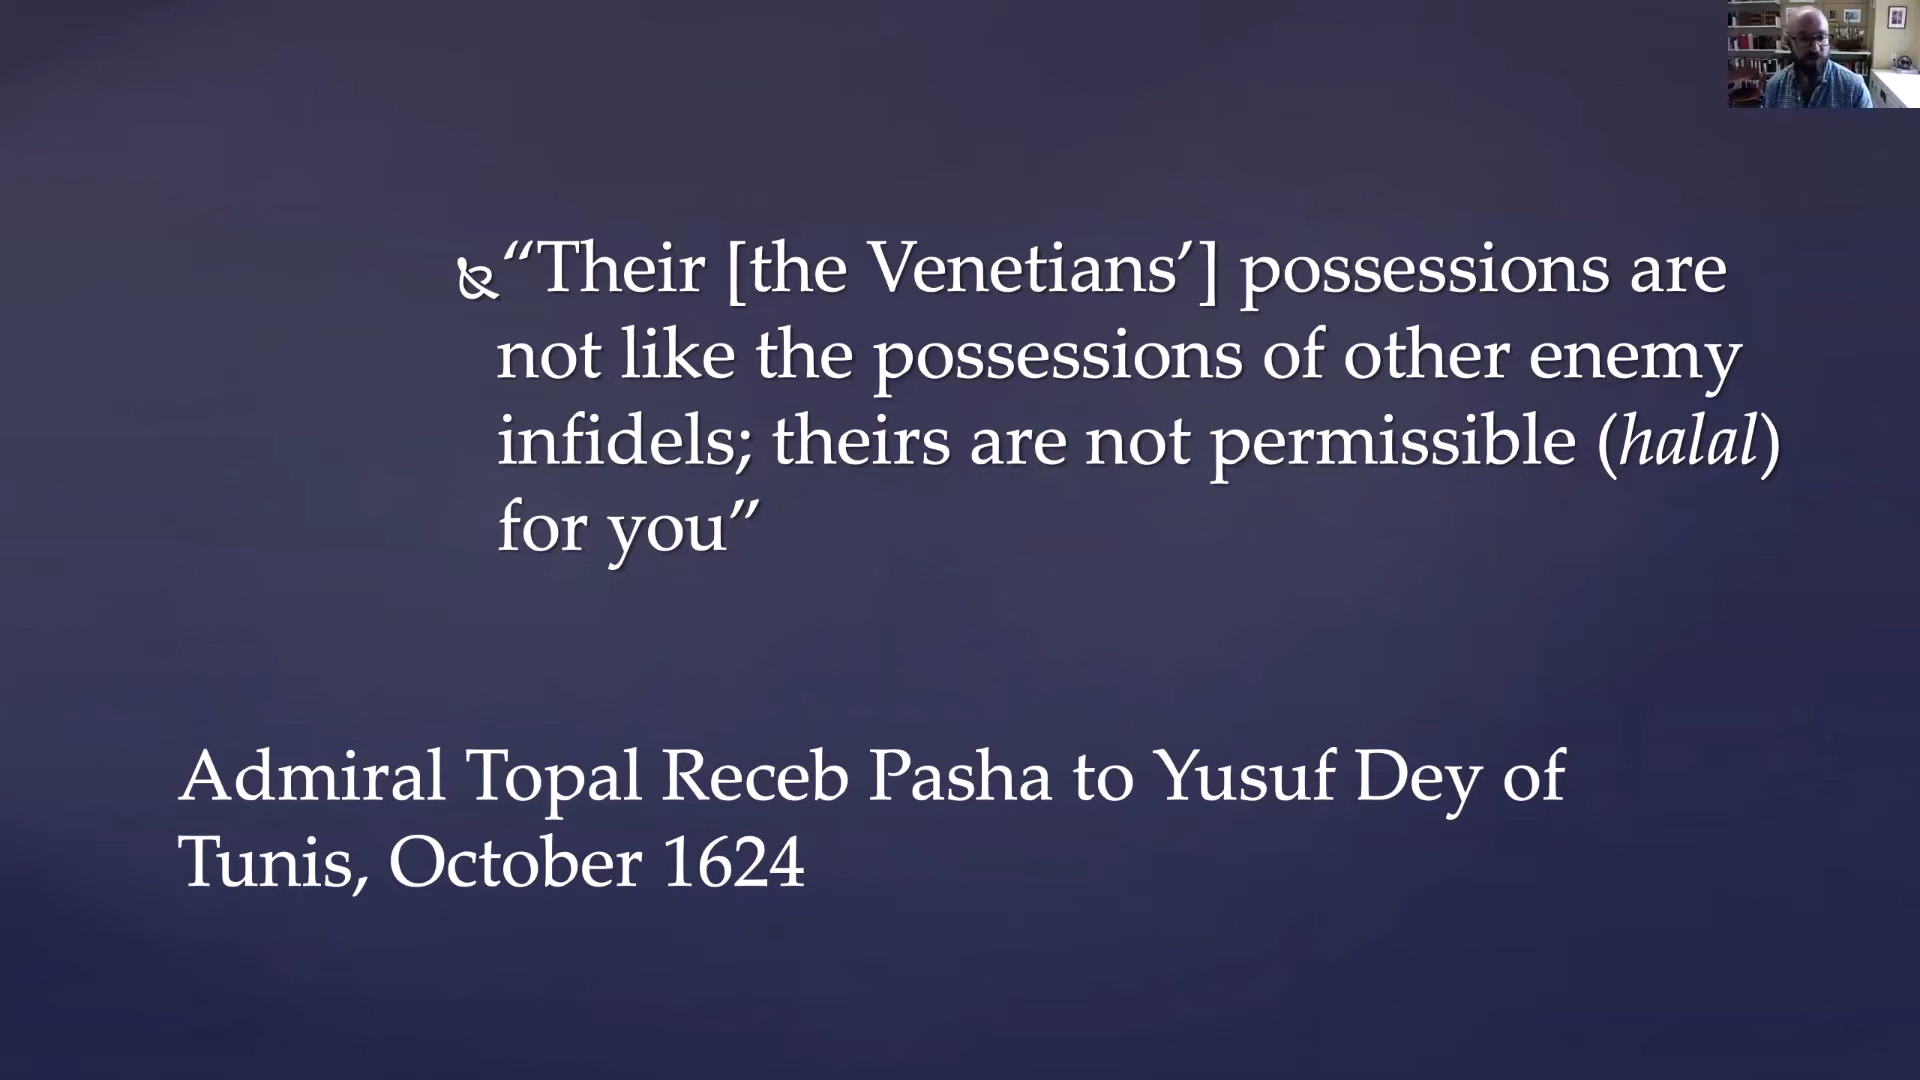 “Their [the Venetians’] possessions are
not like the possessions of other enemy
infidels; theirs are not permissible (halal)
for you”
Admiral Topal Receb Pasha to Yusuf Dey of
Tunis, October 1624